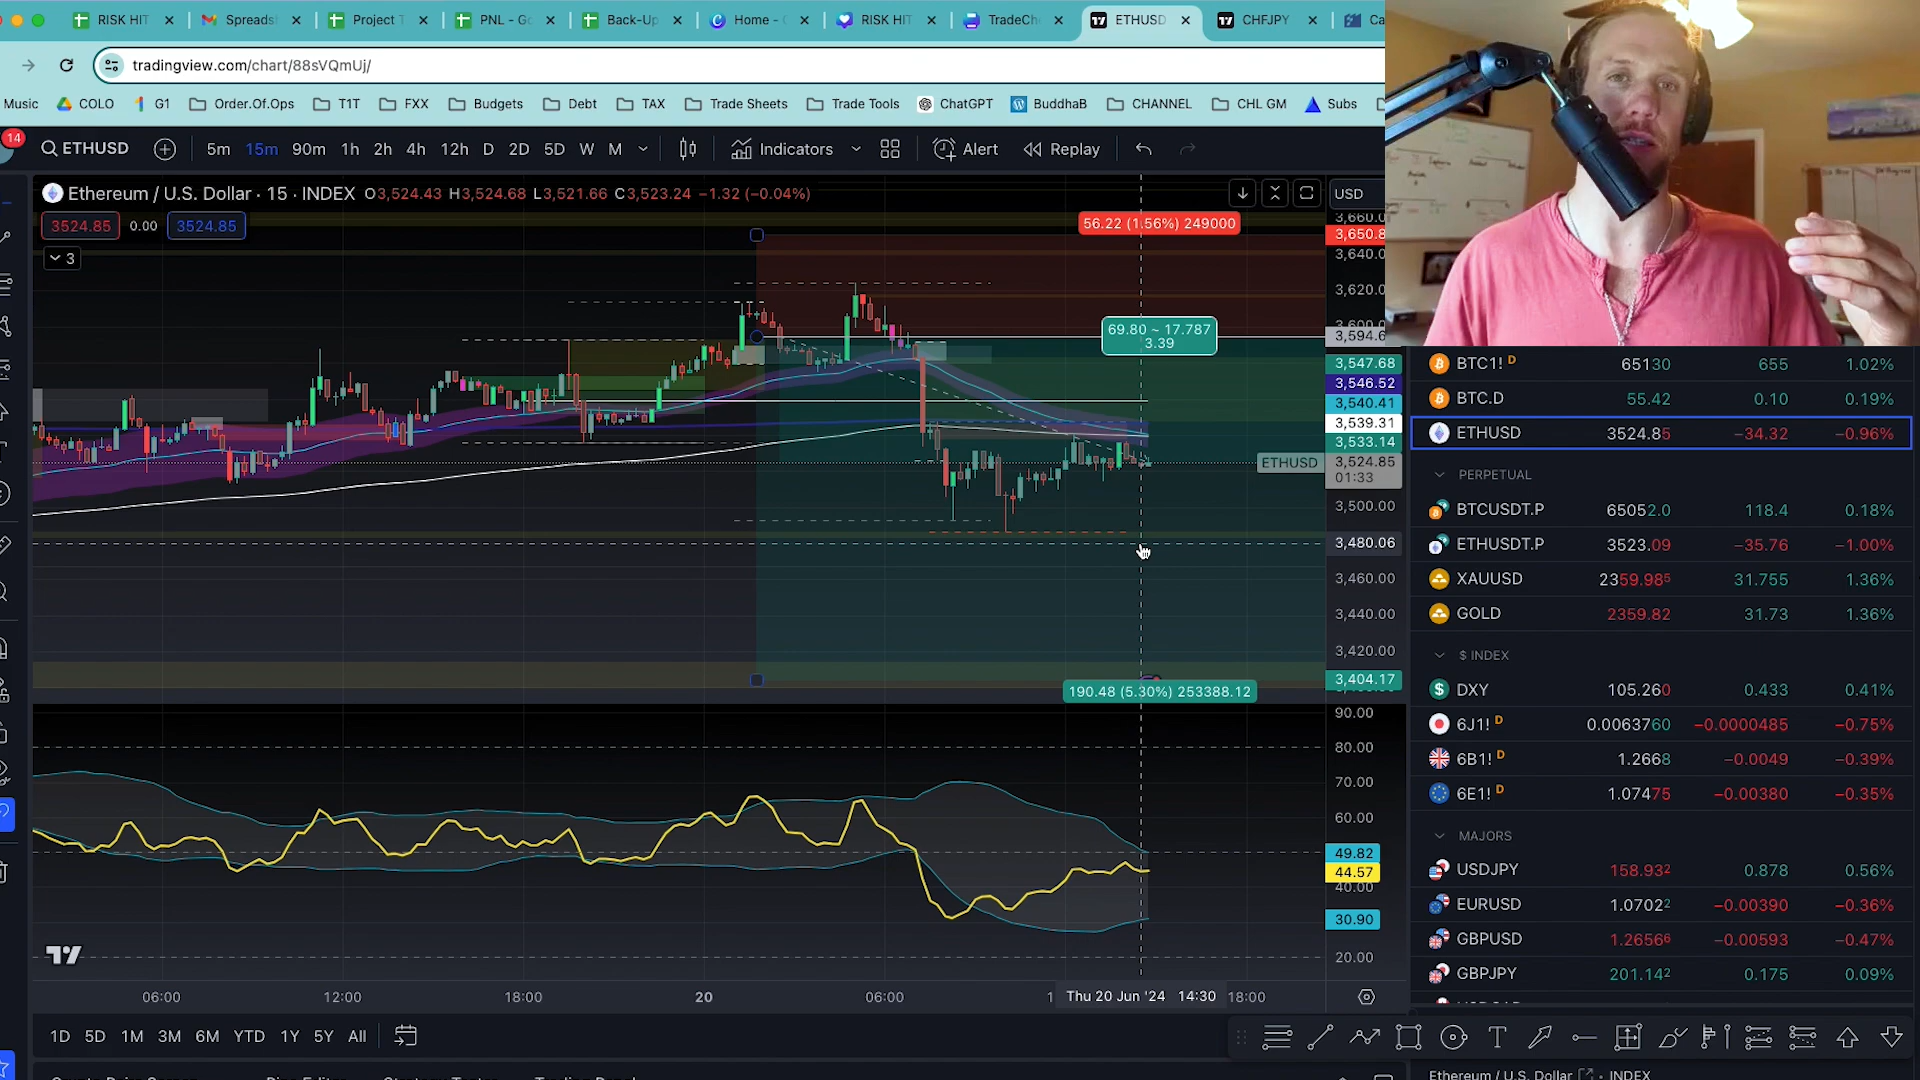 RISK HIT
Spreads
Project T
PNL - Go
Back-Up
Home -
RISK HIT
TradeCh
ETHUSD
CHFJPY
Ca
tradingview.com/chart/88sVQmUj/
Music
COLO
G1
Order.Of.Ops
T1T
FXX
Budgets
Debt
TAX
Trade Sheets
Trade Tools
ChatGPT
BuddhaB
CHANNEL
CHL GM
Subs
14
ETHUSD
5m 15m 90m 1h 2h 4h 12h D 2D 5D W M
Indicators
Alert
Replay
Ethereum / U.S. Dollar · 15 · INDEX O3,524.43 H3,524.68 L3,521.66 C3,523.24 −1.32 (−0.04%)
USD
3524.85 0.00 3524.85
3
56.22 (1.56%) 249000
69.80 ~ 17.787
3.39
190.48 (5.30%) 253388.12
3,650.8
3,640.0
3,620.0
3,594.6
3,547.68
3,546.52
3,540.41
3,539.31
3,533.14
ETHUSD
3,524.85
01:33
3,500.00
3,480.06
3,460.00
3,440.00
3,420.00
3,404.17
90.00
80.00
70.00
60.00
49.82
44.57
40.00
30.90
20.00
06:00 12:00 18:00 20 06:00 1 Thu 20 Jun '24 14:30 18:00
1D 5D 1M 3M 6M YTD 1Y 5Y All
BTC1! D 65130 655 1.02%
BTC.D 55.42 0.10 0.19%
ETHUSD 3524.85 −34.32 −0.96%
PERPETUAL
BTCUSDT.P 65052.0 118.4 0.18%
ETHUSDT.P 3523.09 −35.76 −1.00%
XAUUSD 2359.985 31.755 1.36%
GOLD 2359.82 31.73 1.36%
$ INDEX
DXY 105.260 0.433 0.41%
6J1! D 0.0063760 −0.0000485 −0.75%
6B1! D 1.2668 −0.0049 −0.39%
6E1! D 1.07475 −0.00380 −0.35%
MAJORS
USDJPY 158.932 0.878 0.56%
EURUSD 1.07022 −0.00390 −0.36%
GBPUSD 1.26566 −0.00593 −0.47%
GBPJPY 201.142 0.175 0.09%
Ethereum / U.S. Dollar · INDEX